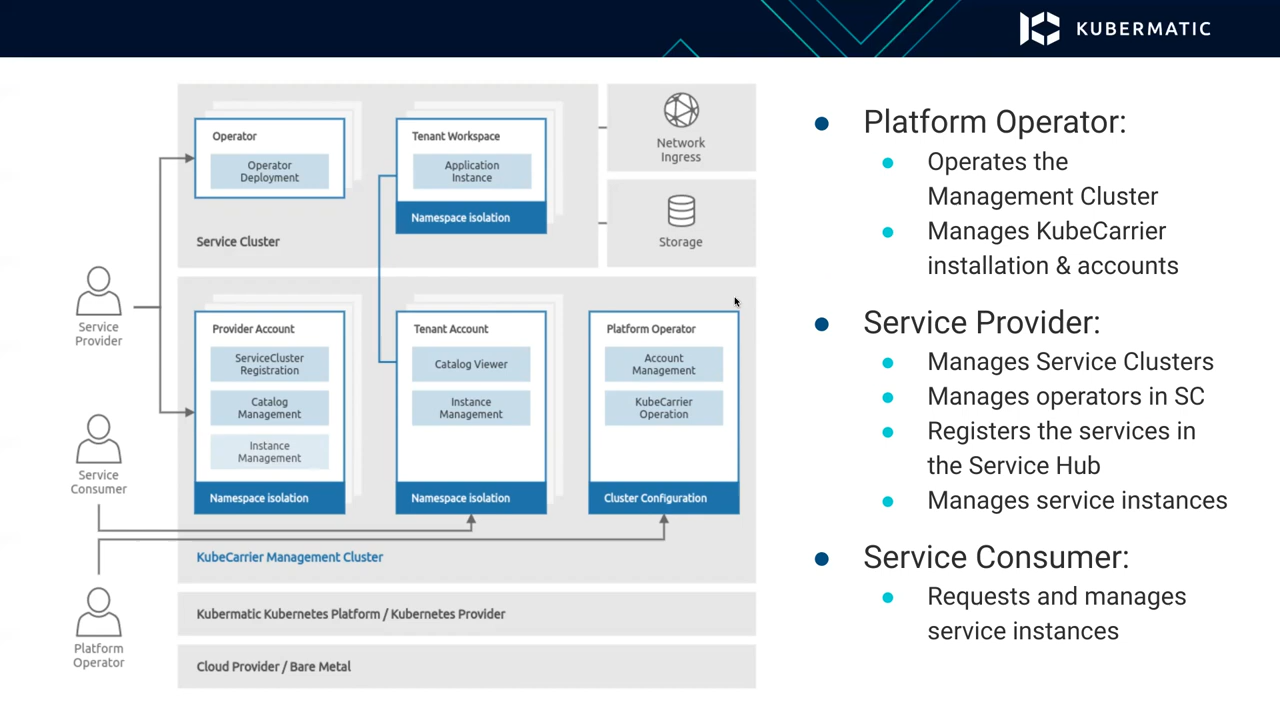 KUBERMATIC
Operator
Operator
Deployment
Tenant Workspace
Application
Instance
Namespace isolation
Service Cluster
Network
Ingress
Storage
Service
Provider
Provider Account
ServiceCluster
Registration
Catalog
Management
Instance
Management
Namespace isolation
Tenant Account
Catalog Viewer
Instance
Management
Namespace isolation
Platform Operator
Account
Management
KubeCarrier
Operation
Cluster Configuration
Service
Consumer
KubeCarrier Management Cluster
Platform
Operator
Kubermatic Kubernetes Platform / Kubernetes Provider
Cloud Provider / Bare Metal
Platform Operator:
Operates the
Management Cluster
Manages KubeCarrier
installation & accounts
Service Provider:
Manages Service Clusters
Manages operators in SC
Registers the services in
the Service Hub
Manages service instances
Service Consumer:
Requests and manages
service instances